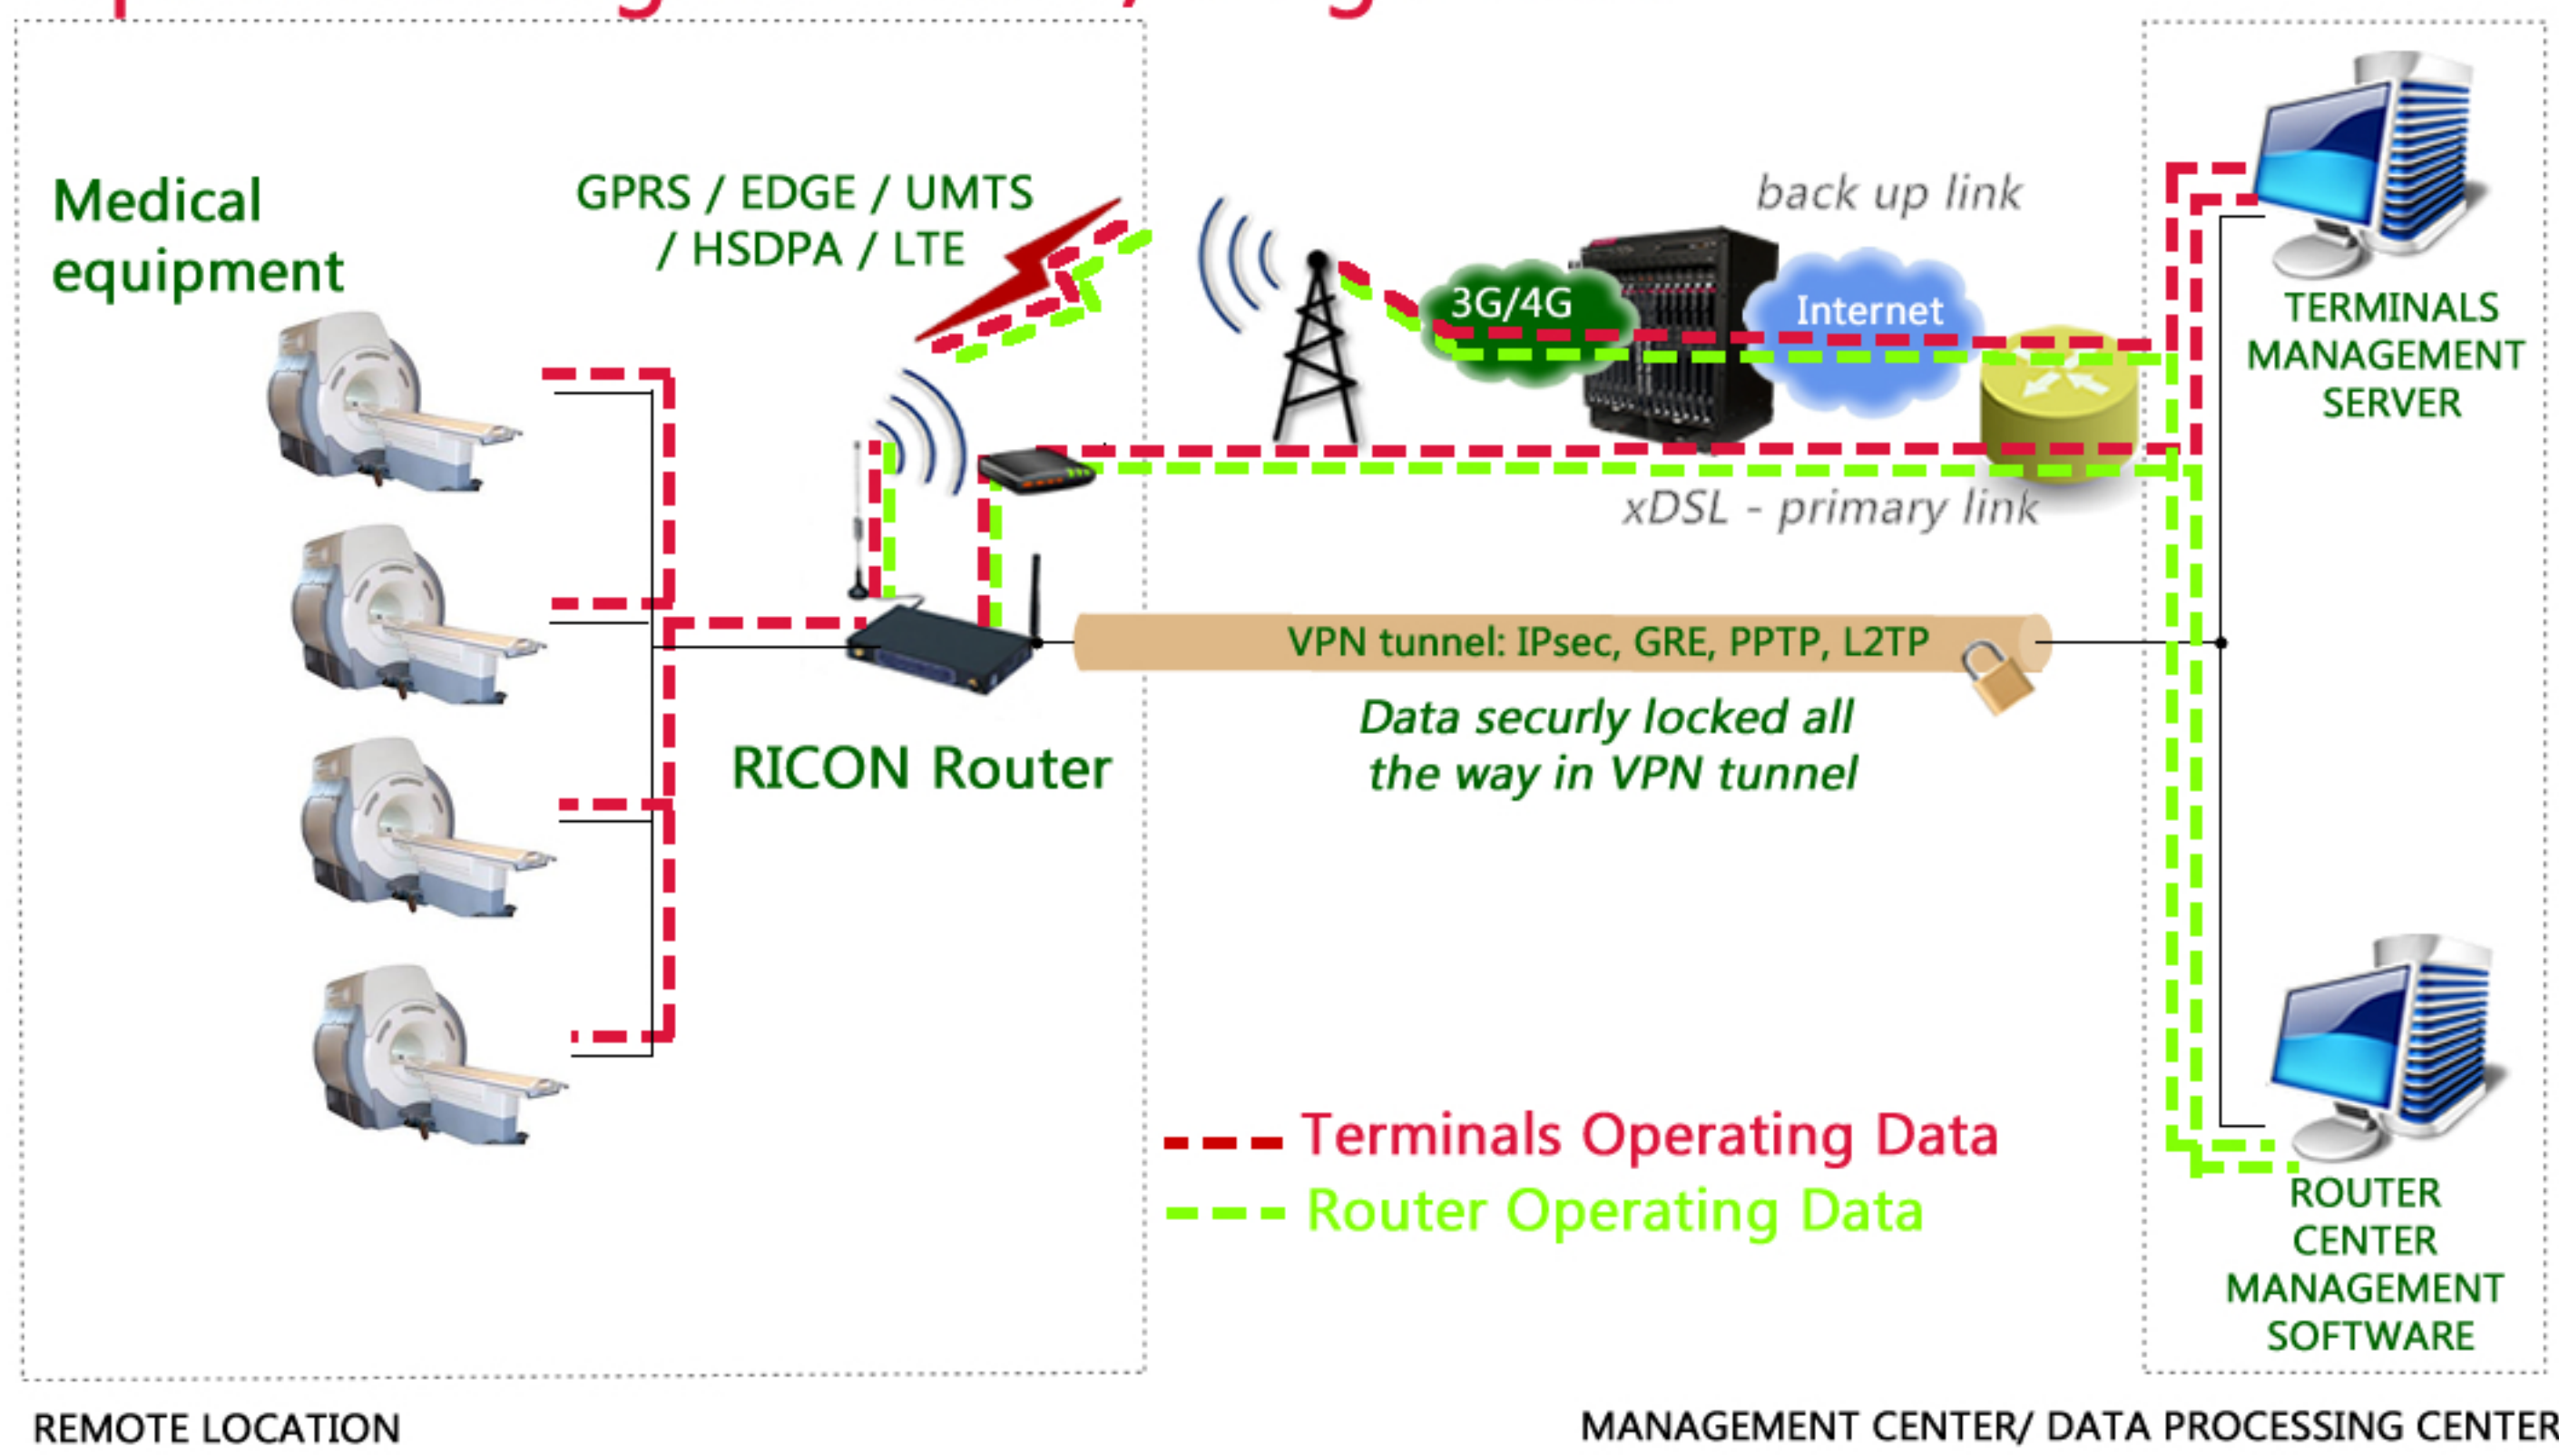 Medical
equipment
GPRS / EDGE / UMTS
/ HSDPA / LTE
back up link
3G/4G
Internet
TERMINALS
MANAGEMENT
SERVER
xDSL - primary link
VPN tunnel: IPsec, GRE, PPTP, L2TP
Data securly locked all
the way in VPN tunnel
RICON Router
Terminals Operating Data
Router Operating Data
ROUTER
CENTER
MANAGEMENT
SOFTWARE
REMOTE LOCATION
MANAGEMENT CENTER/ DATA PROCESSING CENTER